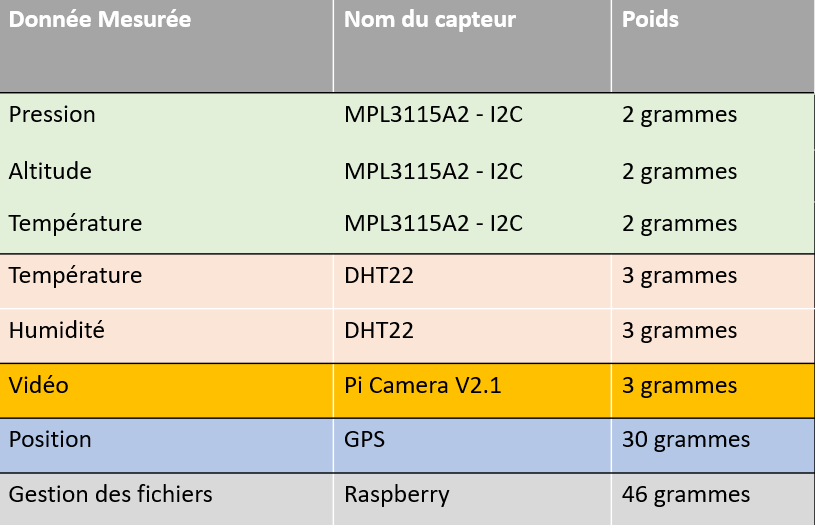 Donnée Mesurée Nom du capteur Poids
Pression MPL3115A2 - I2C 2 grammes
Altitude MPL3115A2 - I2C 2 grammes
Température MPL3115A2 - I2C 2 grammes
Température DHT22 3 grammes
Humidité DHT22 3 grammes
Vidéo Pi Camera V2.1 3 grammes
Position GPS 30 grammes
Gestion des fichiers Raspberry 46 grammes